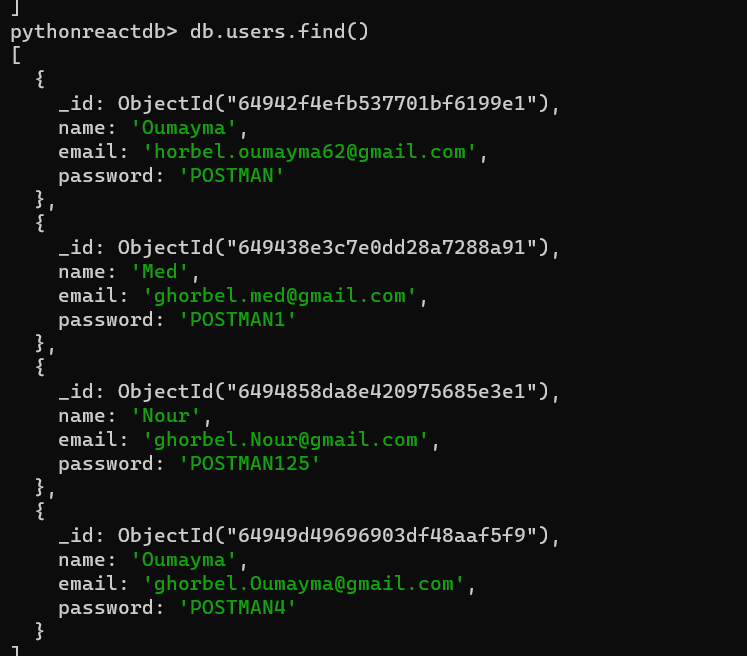 ]
pythonreactdb> db.users.find()
[
  {
    _id: ObjectId("64942f4efb537701bf6199e1"),
    name: 'Oumayma',
    email: 'horbel.oumayma62@gmail.com',
    password: 'POSTMAN'
  },
  {
    _id: ObjectId("649438e3c7e0dd28a7288a91"),
    name: 'Med',
    email: 'ghorbel.med@gmail.com',
    password: 'POSTMAN1'
  },
  {
    _id: ObjectId("6494858da8e420975685e3e1"),
    name: 'Nour',
    email: 'ghorbel.Nour@gmail.com',
    password: 'POSTMAN125'
  },
  {
    _id: ObjectId("64949d49696903df48aaf5f9"),
    name: 'Oumayma',
    email: 'ghorbel.Oumayma@gmail.com',
    password: 'POSTMAN4'
  }
]